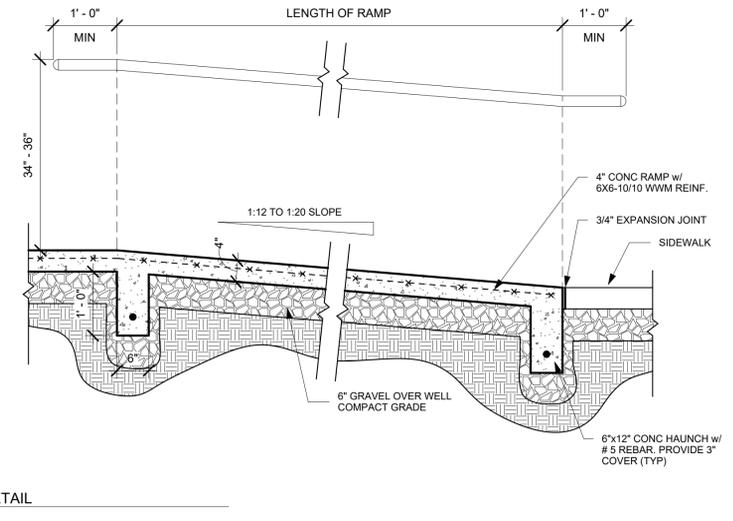 1' - 0"
LENGTH OF RAMP
1' - 0"
MIN
MIN
34" - 36"
4" CONC RAMP w/
6X6-10/10 WWM REINF.
1:12 TO 1:20 SLOPE
3/4" EXPANSION JOINT
SIDEWALK
4"
1' - 0"
6"
6" GRAVEL OVER WELL
COMPACT GRADE
6"x12" CONC HAUNCH w/
# 5 REBAR. PROVIDE 3"
COVER (TYP)
TAIL